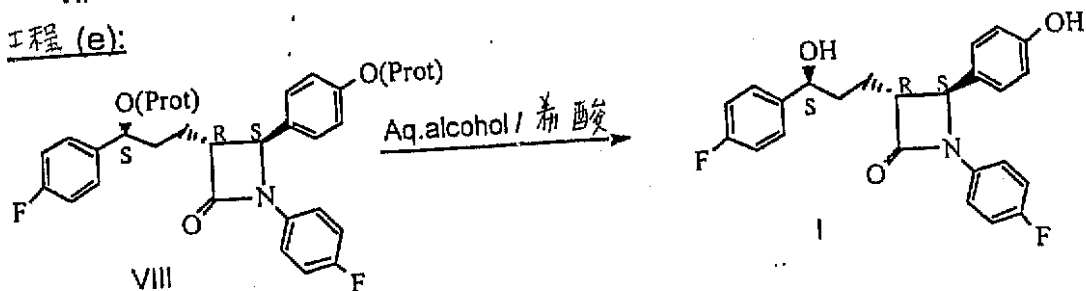 工程 (e):
OH
OH
O(Prot)
O(Prot)
R
S
S
Aq.alcohol / 希酸
R
S
S
F
O
N
F
O
N
F
F
VIII
I